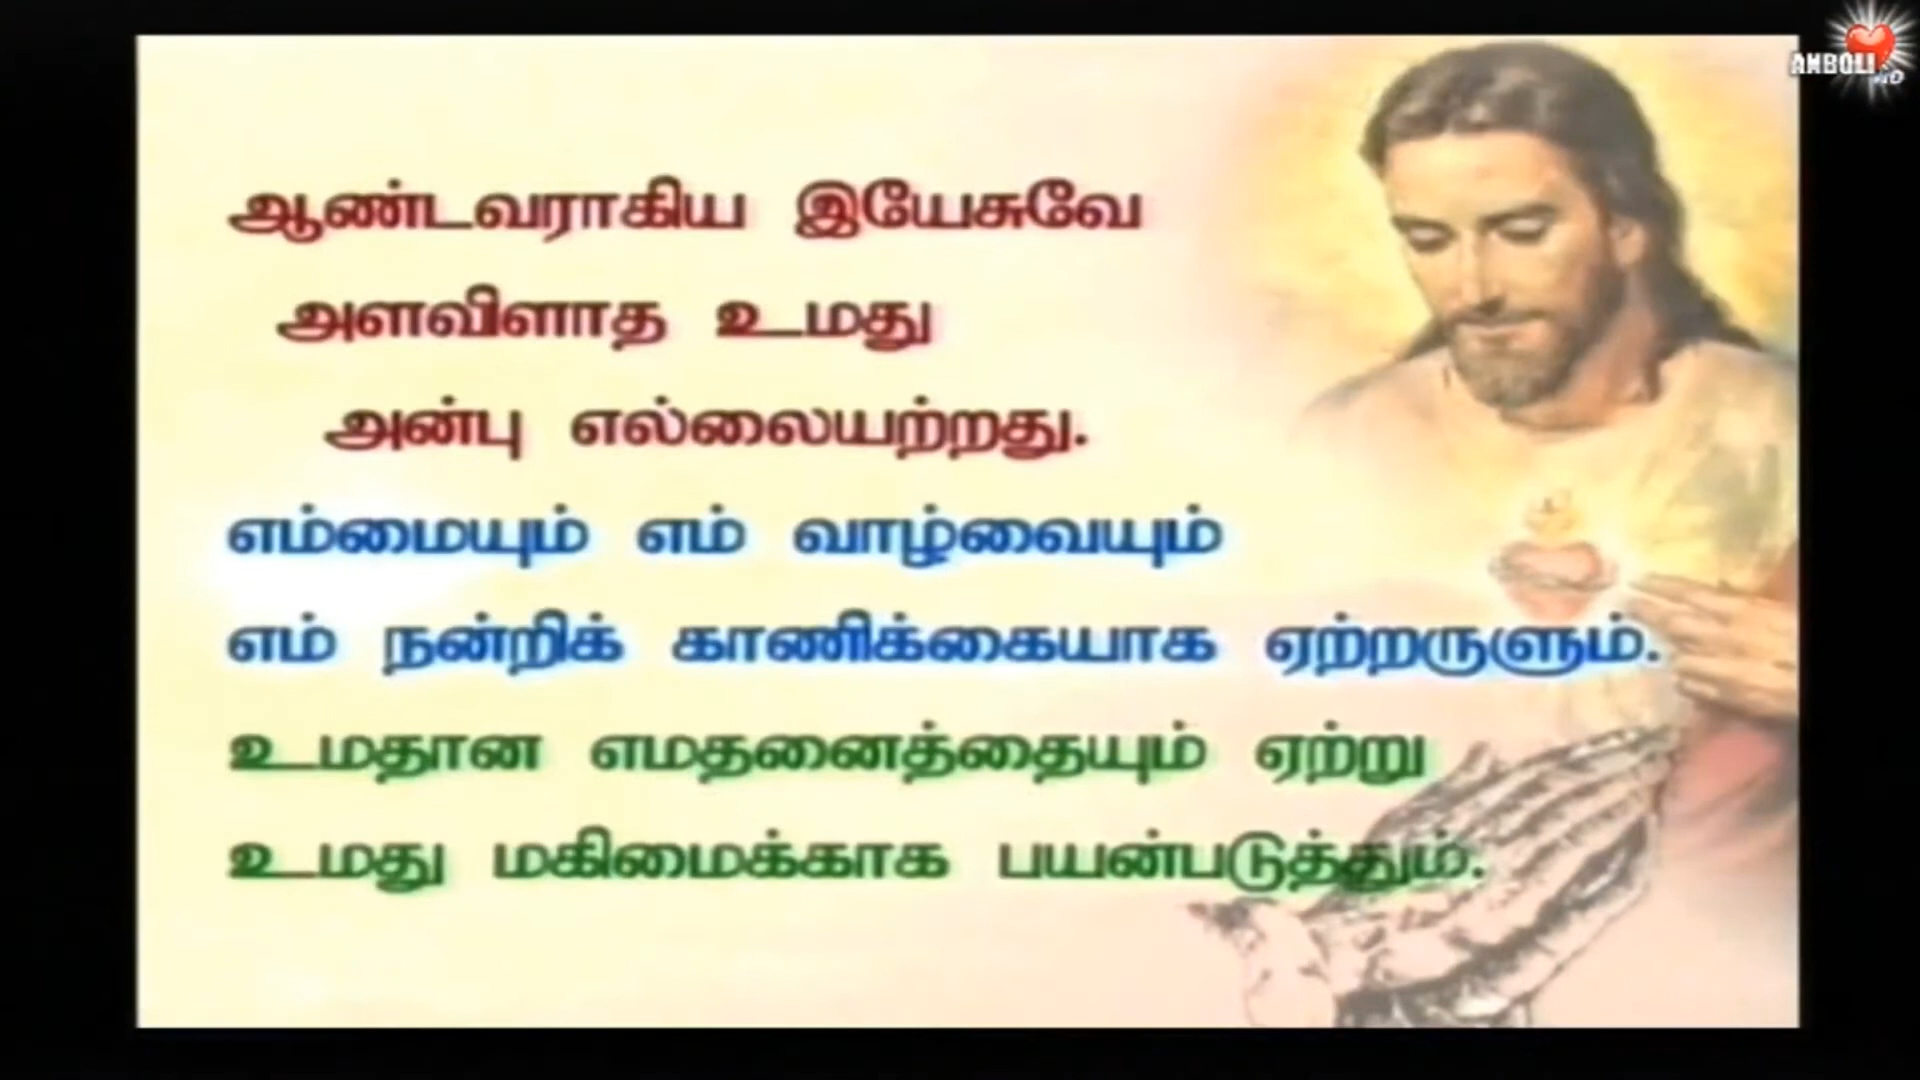 ANBOLI
HD
ஆண்டவராகிய இயேசுவே
அளவிளாத உமது
அன்பு எல்லையற்றது.
எம்மையும் எம் வாழ்வையும்
எம் நன்றிக் காணிக்கையாக ஏற்றருளும்.
உமதான எமதனைத்தையும் ஏற்று
உமது மகிமைக்காக பயன்படுத்தும்.